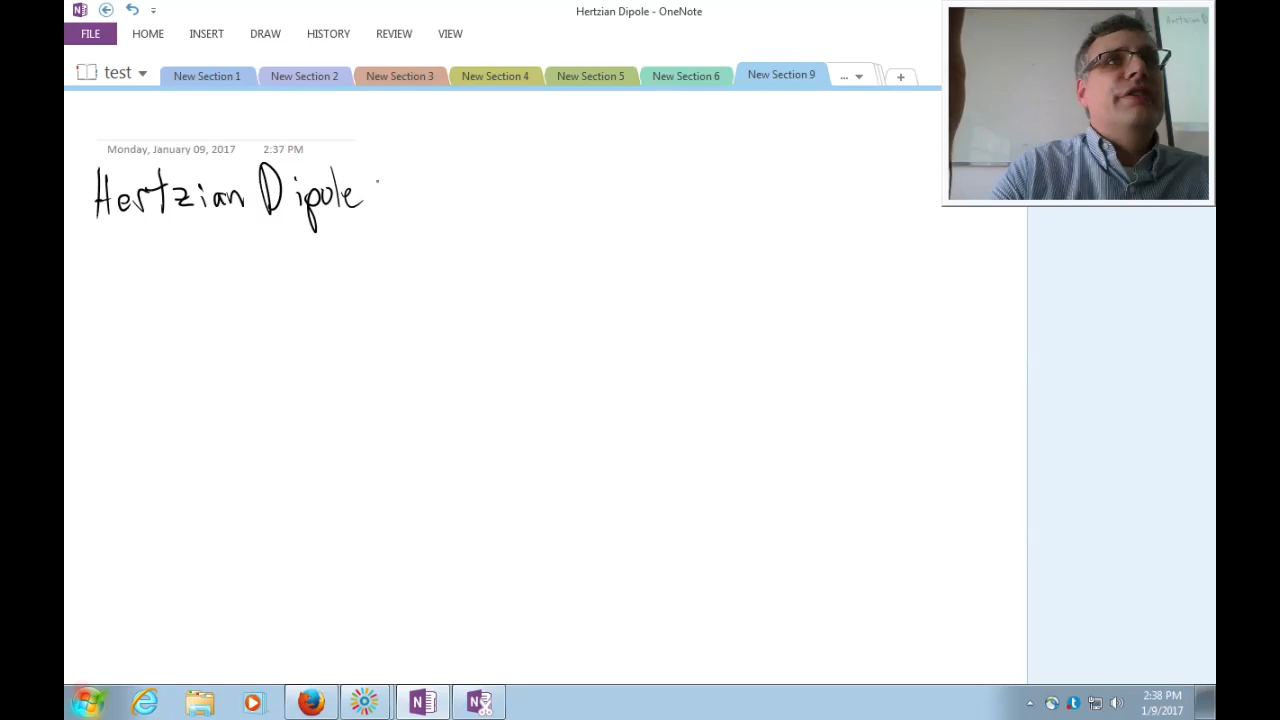 Hertzian Dipole - OneNote
FILE HOME INSERT DRAW HISTORY REVIEW VIEW
test New Section 1 New Section 2 New Section 3 New Section 4 New Section 5 New Section 6 New Section 9 ... +
Monday, January 09, 2017 2:37 PM
Hertzian Dipole
2:38 PM
1/9/2017